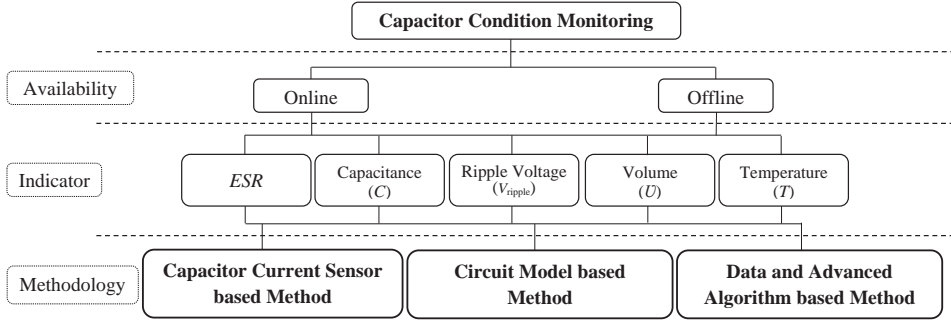 Capacitor Condition Monitoring
Availability
Online
Offline
Indicator
ESR
Capacitance
(C)
Ripple Voltage
(Vripple)
Volume
(U)
Temperature
(T)
Methodology
Capacitor Current Sensor
based Method
Circuit Model based
Method
Data and Advanced
Algorithm based Method